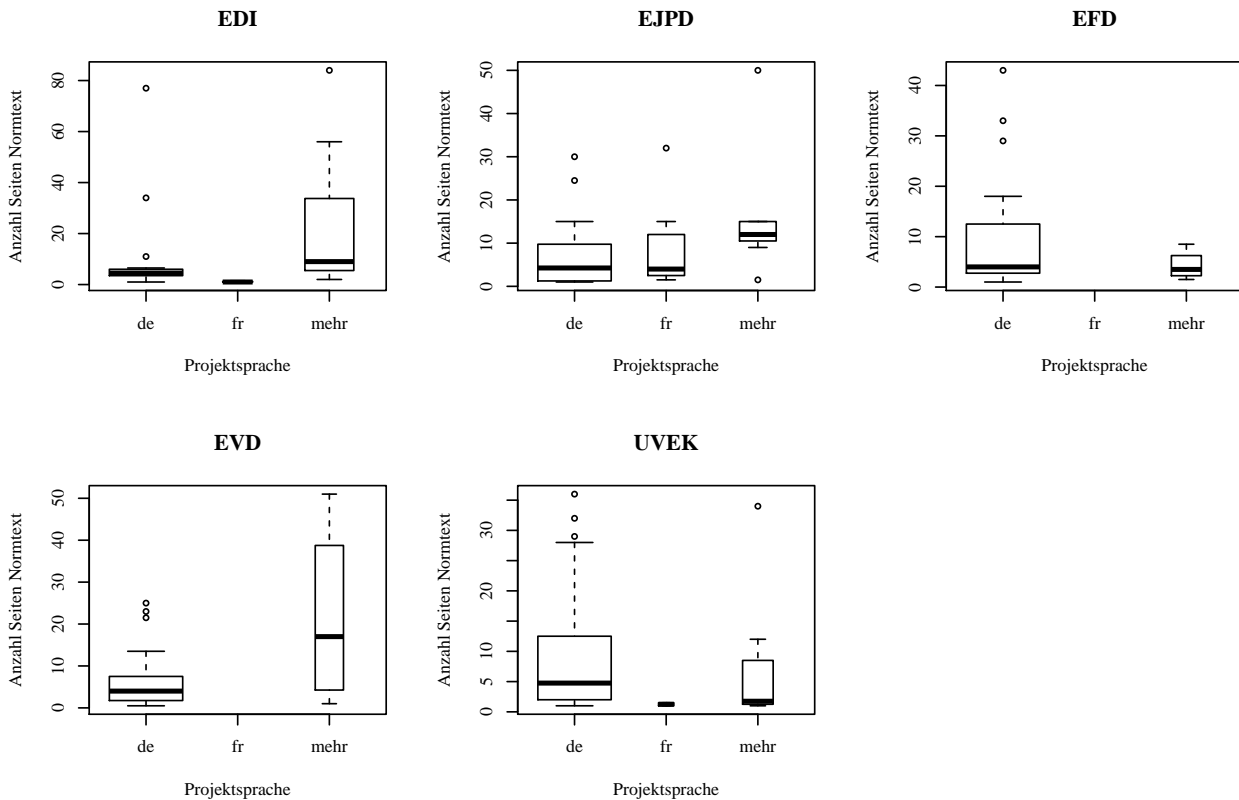 EDI
Anzahl Seiten Normtext
80
60
40
20
0
de fr mehr
Projektsprache
EJPD
Anzahl Seiten Normtext
50
40
30
20
10
0
de fr mehr
Projektsprache
EFD
Anzahl Seiten Normtext
40
30
20
10
0
de fr mehr
Projektsprache
EVD
Anzahl Seiten Normtext
50
40
30
20
10
0
de fr mehr
Projektsprache
UVEK
Anzahl Seiten Normtext
30
20
10
5
0
de fr mehr
Projektsprache